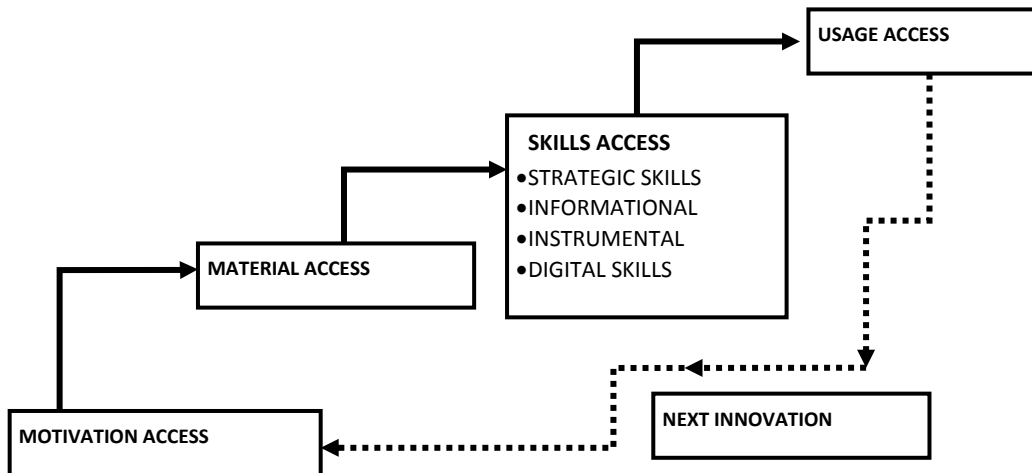 USAGE ACCESS
SKILLS ACCESS
•STRATEGIC SKILLS
•INFORMATIONAL
•INSTRUMENTAL
•DIGITAL SKILLS
MATERIAL ACCESS
NEXT INNOVATION
MOTIVATION ACCESS